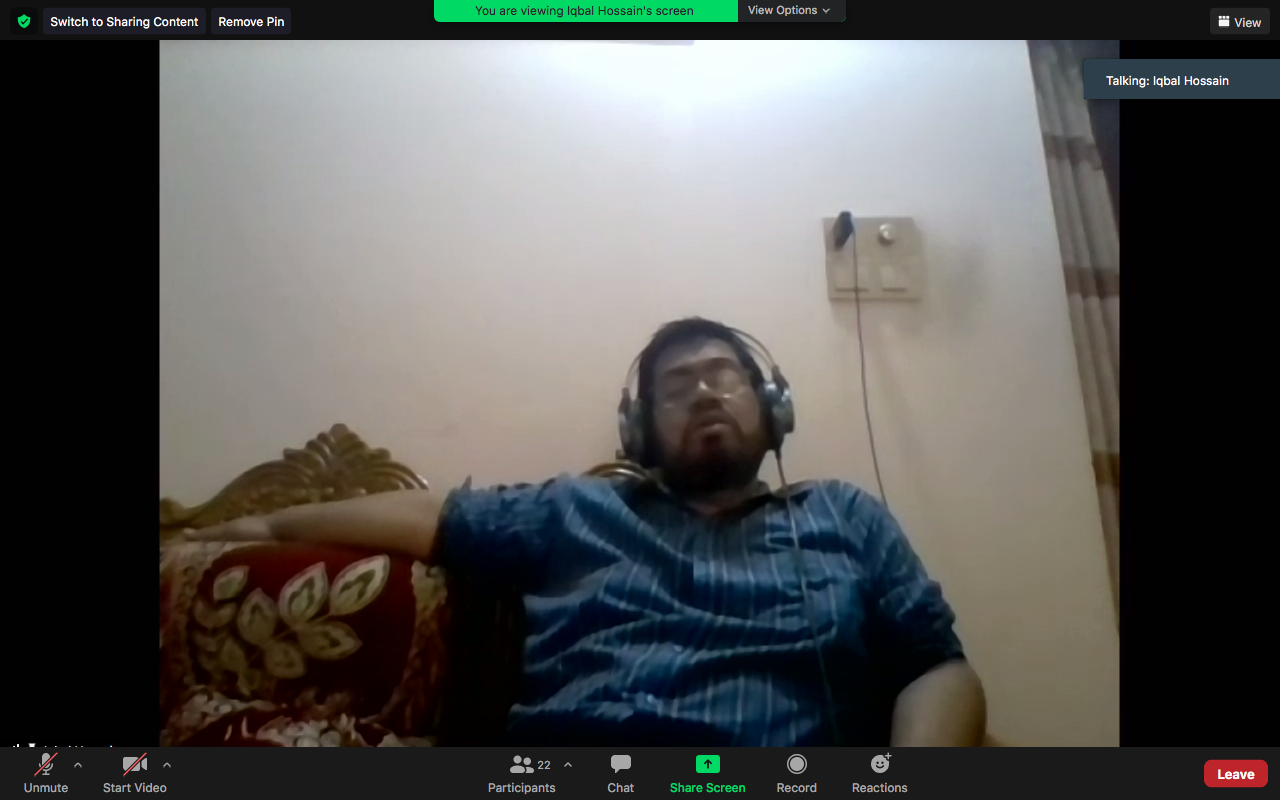 Switch to Sharing Content
Remove Pin
You are viewing Iqbal Hossain's screen
View Options
View
Talking: Iqbal Hossain
Unmute
Start Video
Participants
22
Chat
Share Screen
Record
Reactions
Leave